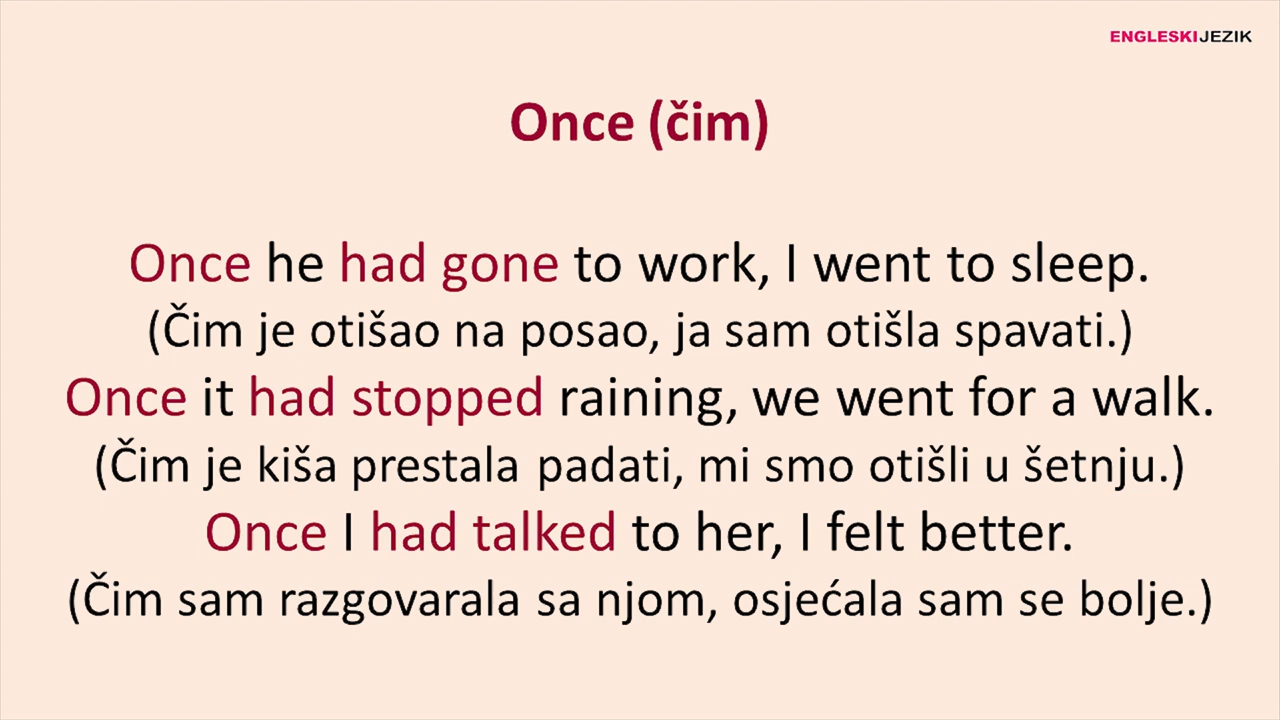 ENGLESKIJEZIK
Once (čim)
Once he had gone to work, I went to sleep.
(Čim je otišao na posao, ja sam otišla spavati.)
Once it had stopped raining, we went for a walk.
(Čim je kiša prestala padati, mi smo otišli u šetnju.)
Once I had talked to her, I felt better.
(Čim sam razgovarala sa njom, osjećala sam se bolje.)